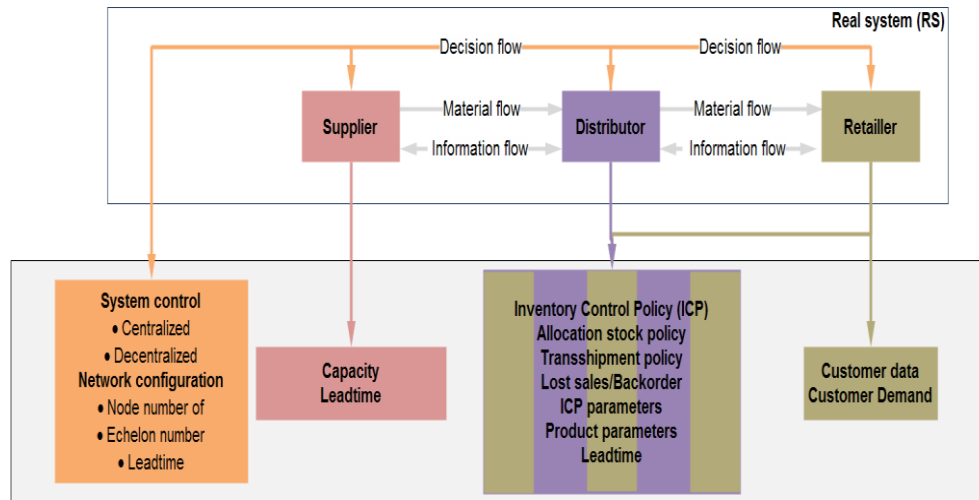 Real system (RS)
Decision flow
Decision flow
Supplier
Material flow
Information flow
Distributor
Material flow
Information flow
Retailler
System control
• Centralized
• Decentralized
Network configuration
• Node number of
• Echelon number
• Leadtime
Capacity
Leadtime
Inventory Control Policy (ICP)
Allocation stock policy
Transshipment policy
Lost sales/Backorder
ICP parameters
Product parameters
Leadtime
Customer data
Customer Demand